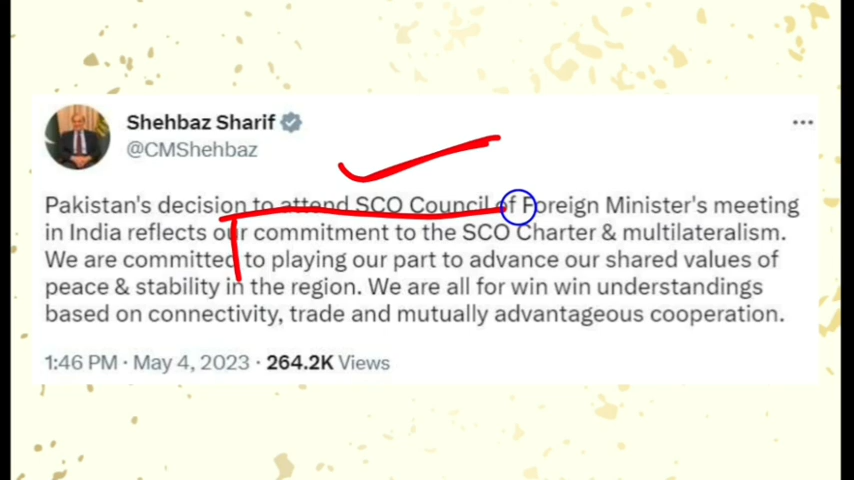 Shehbaz Sharif
@CMShehbaz
Pakistan's decision to attend SCO Council of Foreign Minister's meeting
in India reflects our commitment to the SCO Charter & multilateralism.
We are committed to playing our part to advance our shared values of
peace & stability in the region. We are all for win win understandings
based on connectivity, trade and mutually advantageous cooperation.
1:46 PM · May 4, 2023 · 264.2K Views